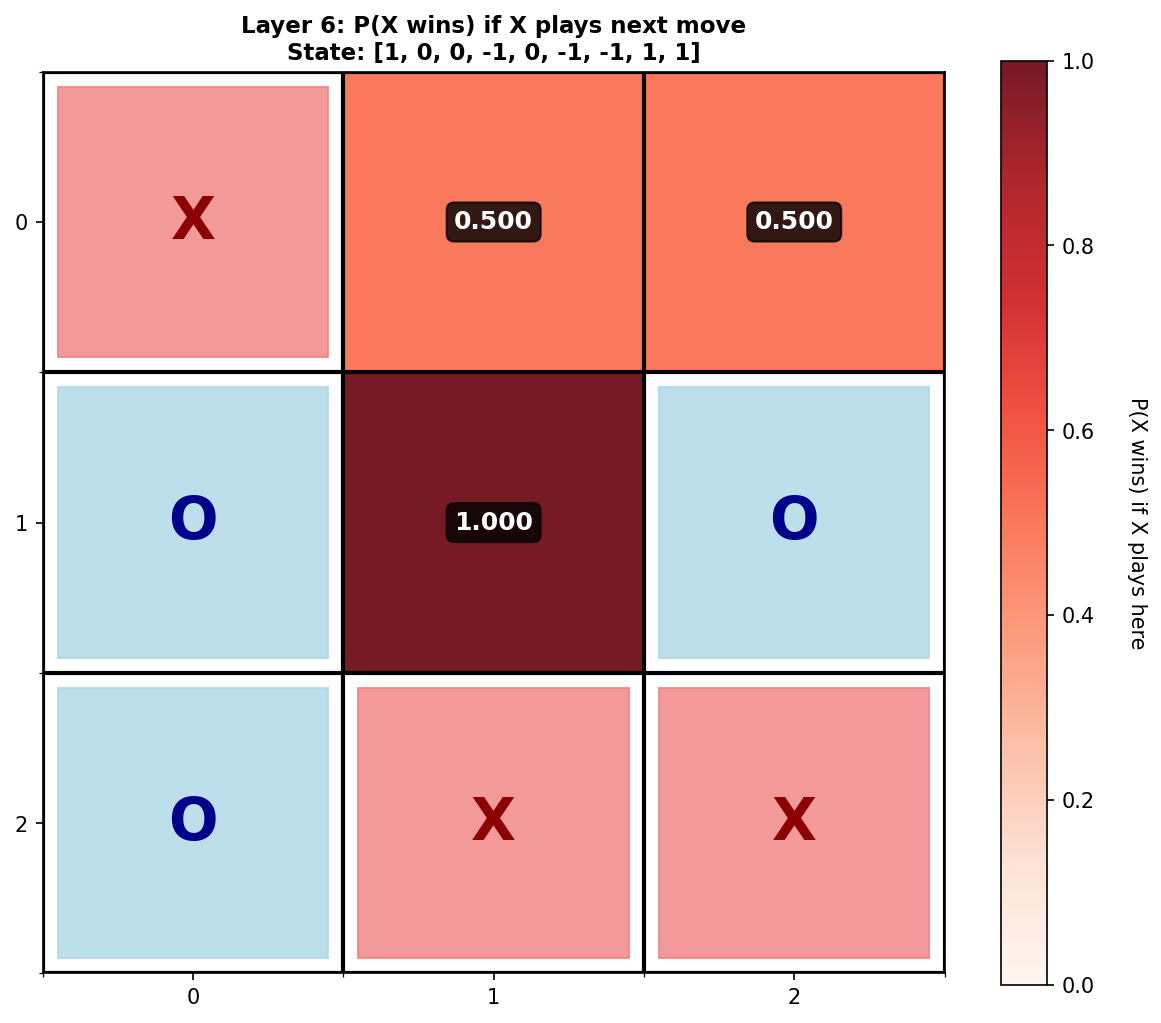 Layer 6: P(X wins) if X plays next move
State: [1, 0, 0, -1, 0, -1, -1, 1, 1]
X
0.500
0.500
O
1.000
O
O
X
X
0
1
2
0
1
2
1.0
0.8
0.6
0.4
0.2
0.0
P(X wins) if X plays here